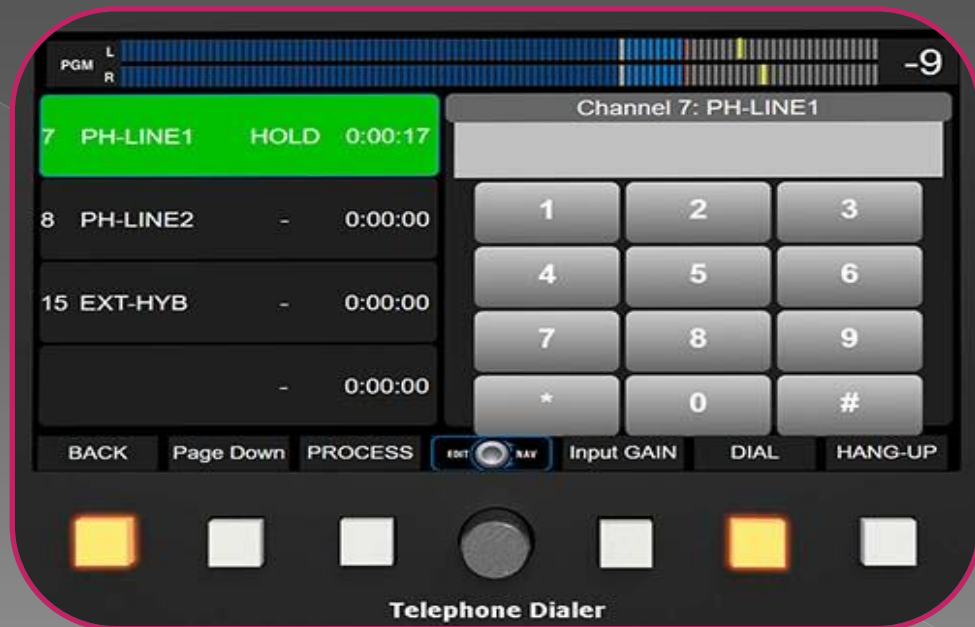 PGM L R -9
7 PH-LINE1 HOLD 0:00:17
8 PH-LINE2 - 0:00:00
15 EXT-HYB - 0:00:00
- 0:00:00
Channel 7: PH-LINE1
1 2 3
4 5 6
7 8 9
* 0 #
BACK Page Down PROCESS EDIT NAV Input GAIN DIAL HANG-UP
Telephone Dialer